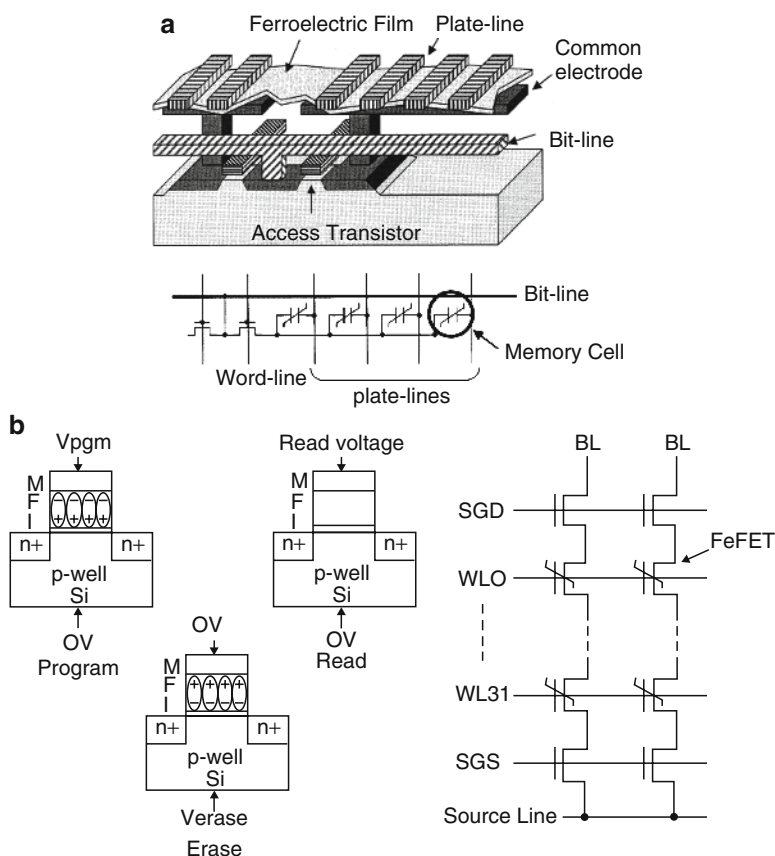 a
Ferroelectric Film
Plate-line
Common
electrode
Bit-line
Access Transistor
Bit-line
Memory Cell
Word-line
plate-lines
b
Vpgm
M
F
I
− − − −
+ + + +
n+ n+
p-well
Si
OV
Program
Read voltage
M
F
I
n+ n+
p-well
Si
OV
Read
OV
M
F
I
+ + + +
− − − −
n+ n+
p-well
Si
Verase
Erase
BL BL
SGD
FeFET
WLO
WL31
SGS
Source Line